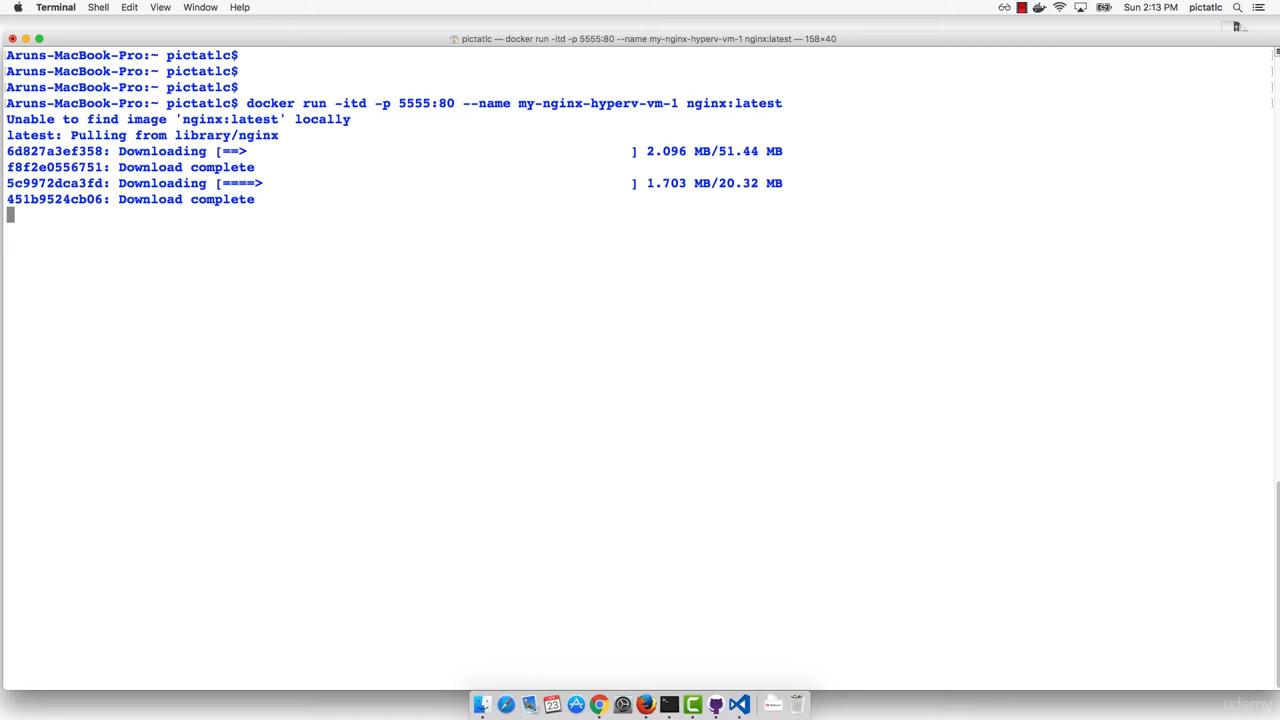 Terminal Shell Edit View Window Help Sun 2:13 PM pictatlc
pictatlc — docker run -itd -p 5555:80 --name my-nginx-hyperv-vm-1 nginx:latest — 158×40
Aruns-MacBook-Pro:~ pictatlc$
Aruns-MacBook-Pro:~ pictatlc$
Aruns-MacBook-Pro:~ pictatlc$
Aruns-MacBook-Pro:~ pictatlc$ docker run -itd -p 5555:80 --name my-nginx-hyperv-vm-1 nginx:latest
Unable to find image 'nginx:latest' locally
latest: Pulling from library/nginx
6d827a3ef358: Downloading [==> ] 2.096 MB/51.44 MB
f8f2e0556751: Download complete
5c9972dca3fd: Downloading [====> ] 1.703 MB/20.32 MB
451b9524cb06: Download complete
23
udemy